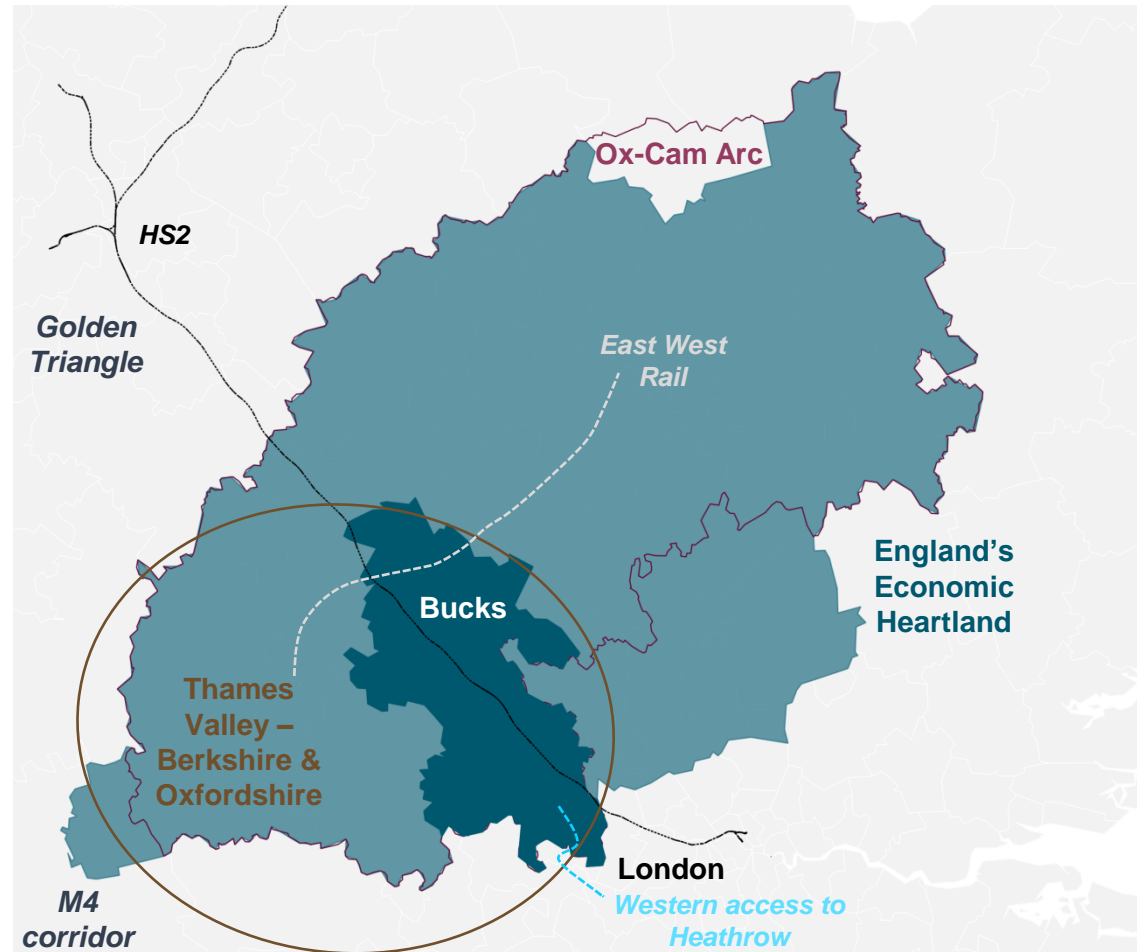 Ox-Cam Arc
HS2
Golden
Triangle
East West
Rail
England’s
Economic
Heartland
Bucks
Thames
Valley –
Berkshire &
Oxfordshire
London
M4
corridor
Western access to
Heathrow